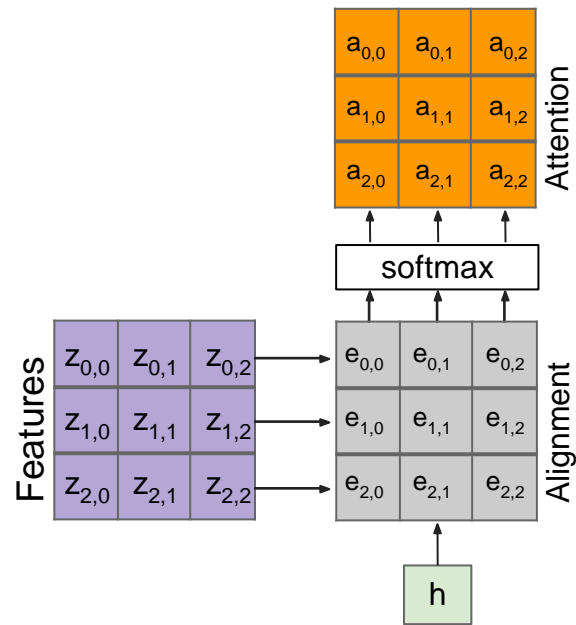 a0,0 a0,1 a0,2
a1,0 a1,1 a1,2
a2,0 a2,1 a2,2
Attention
softmax
Features
z0,0 z0,1 z0,2
z1,0 z1,1 z1,2
z2,0 z2,1 z2,2
e0,0 e0,1 e0,2
e1,0 e1,1 e1,2
e2,0 e2,1 e2,2
Alignment
h